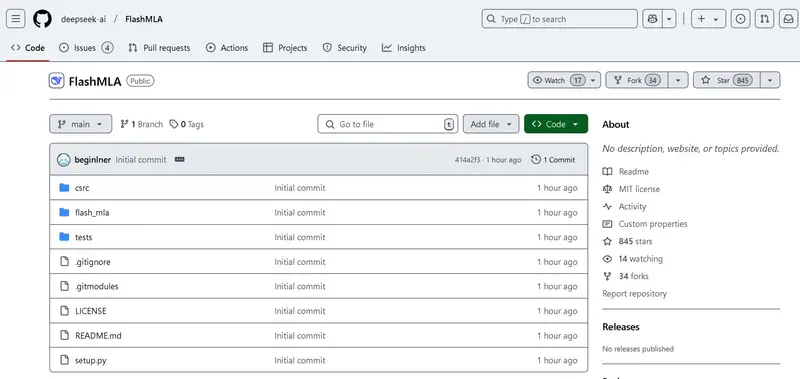 deepseek-ai / FlashMLA
Type / to search
Code
Issues 4
Pull requests
Actions
Projects
Security
Insights
FlashMLA Public
Watch 17
Fork 34
Star 845
main
1 Branch
0 Tags
Go to file t
Add file
Code
beginlner Initial commit
414a2f3 · 1 hour ago
1 Commit
csrc Initial commit 1 hour ago
flash_mla Initial commit 1 hour ago
tests Initial commit 1 hour ago
.gitignore Initial commit 1 hour ago
.gitmodules Initial commit 1 hour ago
LICENSE Initial commit 1 hour ago
README.md Initial commit 1 hour ago
setup.py Initial commit 1 hour ago
About
No description, website, or topics provided.
Readme
MIT license
Activity
Custom properties
845 stars
14 watching
34 forks
Report repository
Releases
No releases published